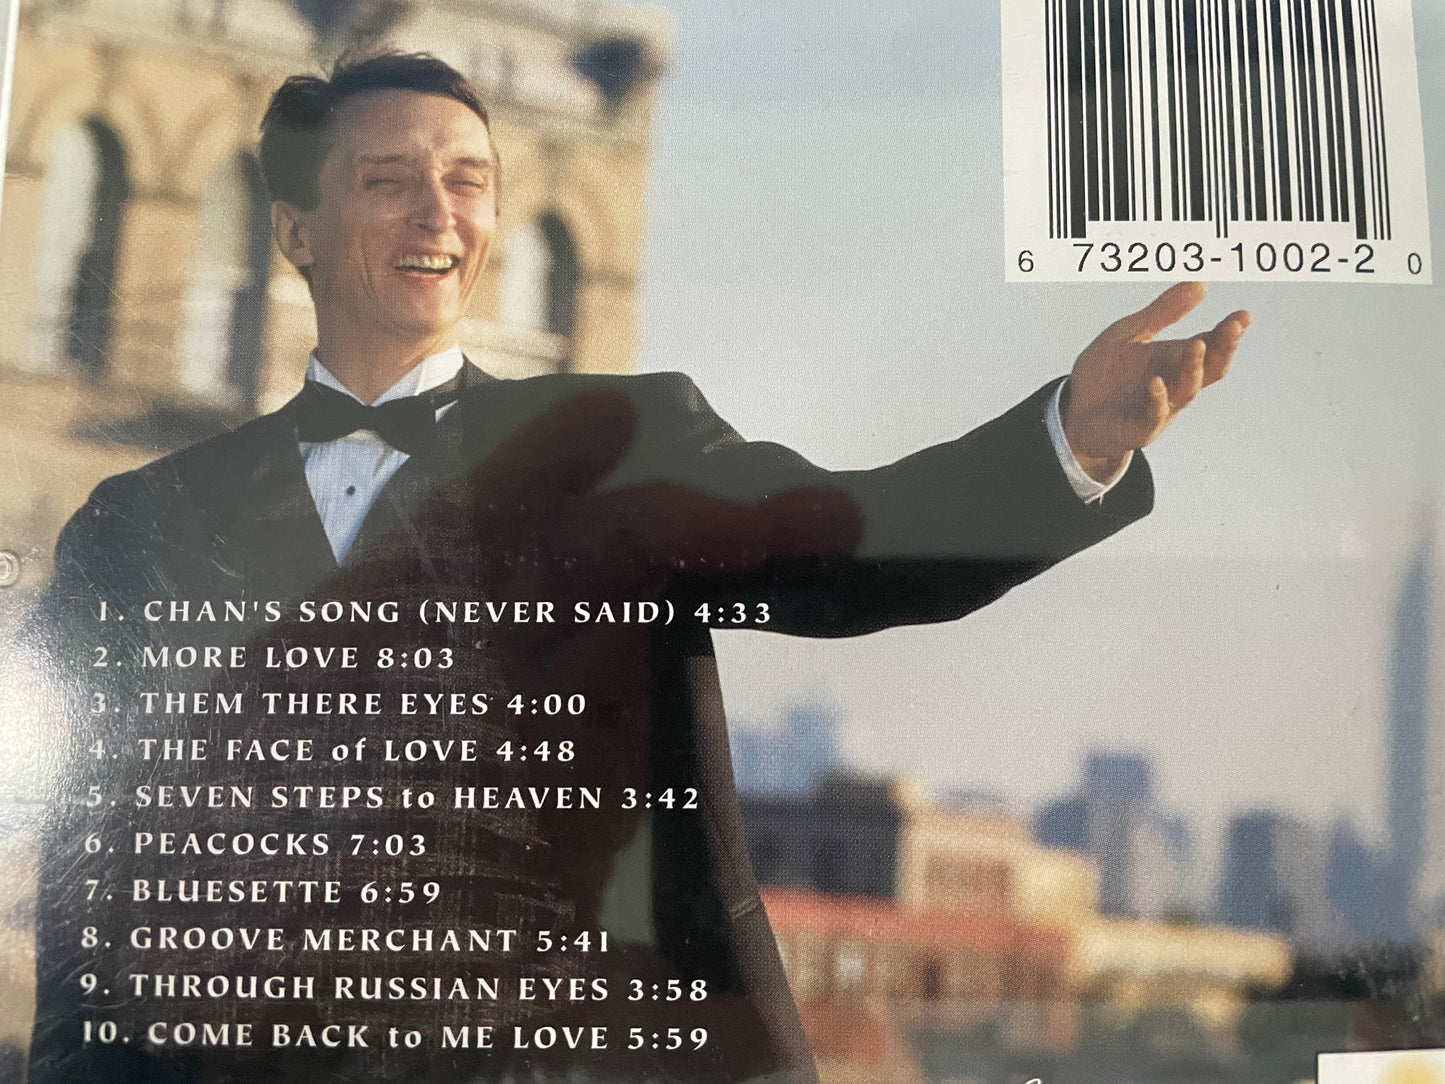 6 73203-1002-2 0
1. CHAN'S SONG (NEVER SAID) 4:33
2. MORE LOVE 8:03
3. THEM THERE EYES 4:00
4. THE FACE of LOVE 4:48
5. SEVEN STEPS to HEAVEN 3:42
6. PEACOCKS 7:03
7. BLUESETTE 6:59
8. GROOVE MERCHANT 5:41
9. THROUGH RUSSIAN EYES 3:58
10. COME BACK to ME LOVE 5:59